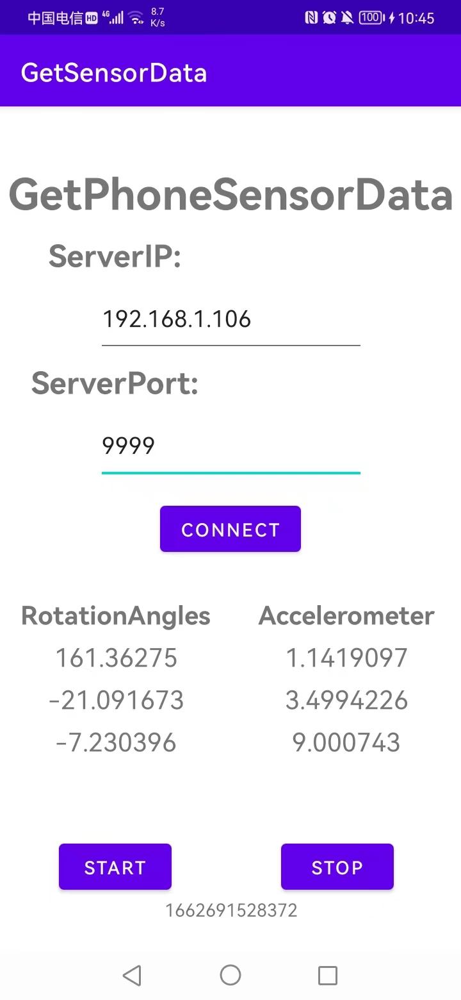 中国电信 HD 4G 8.7 K/s 100 10:45
GetSensorData
GetPhoneSensorData
ServerIP:
192.168.1.106
ServerPort:
9999
CONNECT
RotationAngles Accelerometer
161.36275 1.1419097
-21.091673 3.4994226
-7.230396 9.000743
START STOP
1662691528372